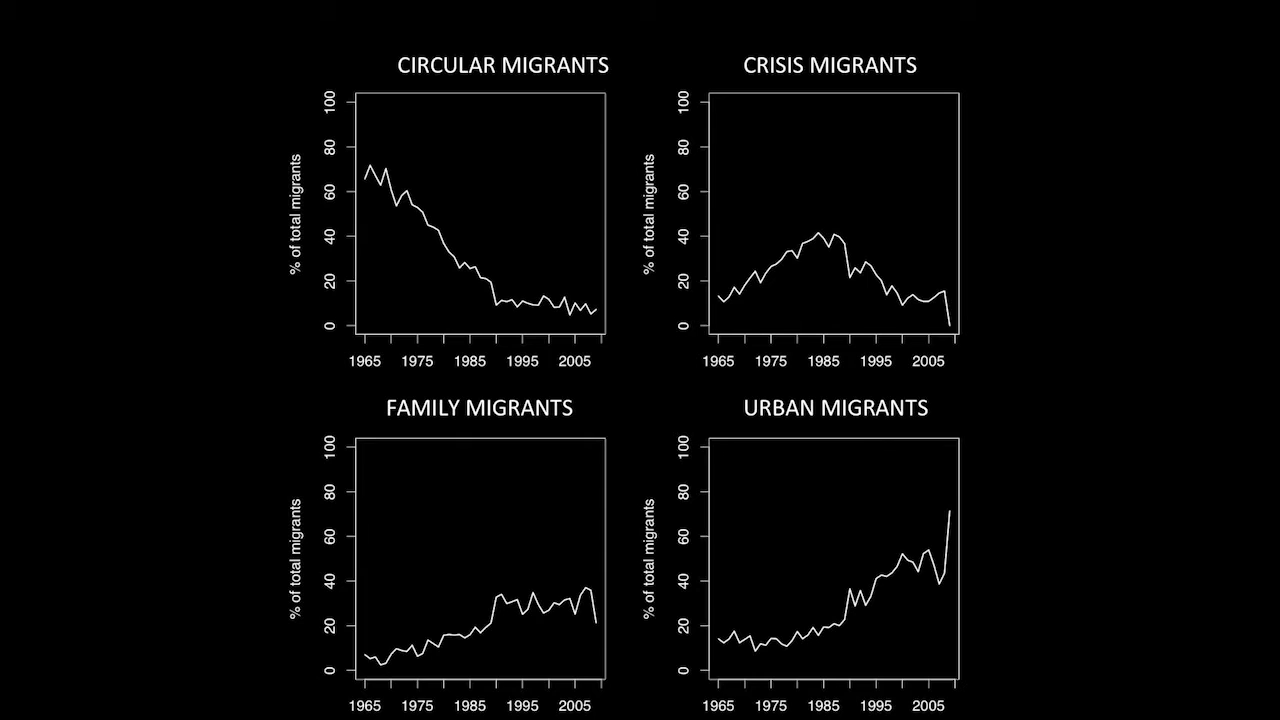 CIRCULAR MIGRANTS
% of total migrants
100
80
60
40
20
0
1965 1975 1985 1995 2005
CRISIS MIGRANTS
% of total migrants
100
80
60
40
20
0
1965 1975 1985 1995 2005
FAMILY MIGRANTS
% of total migrants
100
80
60
40
20
0
1965 1975 1985 1995 2005
URBAN MIGRANTS
% of total migrants
100
80
60
40
20
0
1965 1975 1985 1995 2005